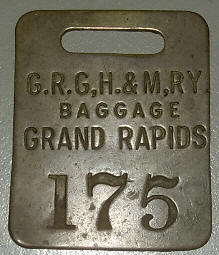 G.R.G,H.&M,RY.
BAGGAGE
GRAND RAPIDS
175